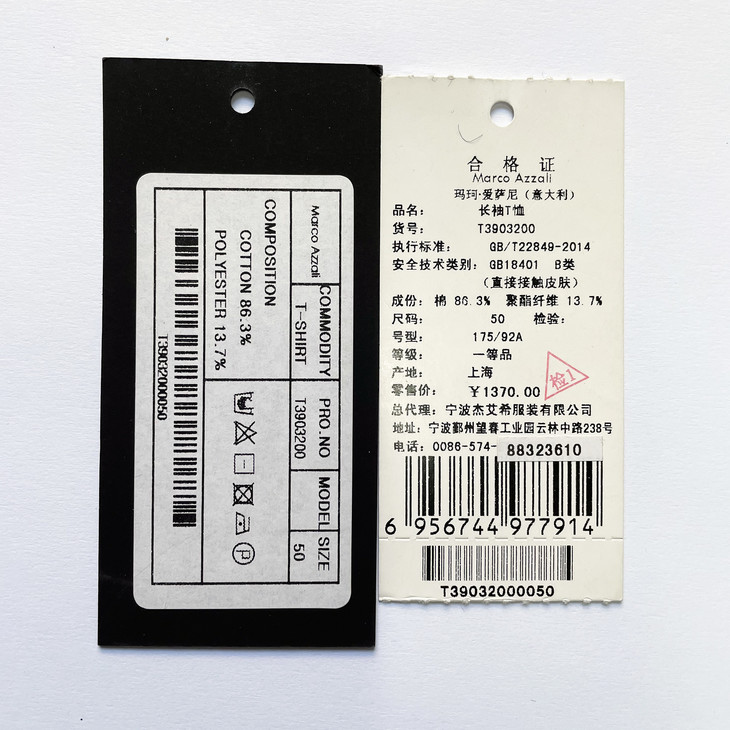 Marco Azzali
COMMODITY
T-SHIRT
PRO.NO
T3903200
MODEL SIZE
50
COMPOSITION
COTTON 86.3%
POLYESTER 13.7%
P
T39032000050
合格证
Marco Azzali
玛珂·爱萨尼（意大利）
品名： 长袖T恤
货号： T3903200
执行标准： GB/T22849-2014
安全技术类别： GB18401 B类
（直接接触皮肤）
成份： 棉 86.3% 聚酯纤维 13.7%
尺码： 50 检验：
号型： 175/92A
等级： 一等品
产地： 上海
零售价： ￥1370.00
检1
总代理： 宁波杰艾希服装有限公司
地址： 宁波鄞州望春工业园云林中路238号
电话： 0086-574-88323610
6 956744 977914
T39032000050